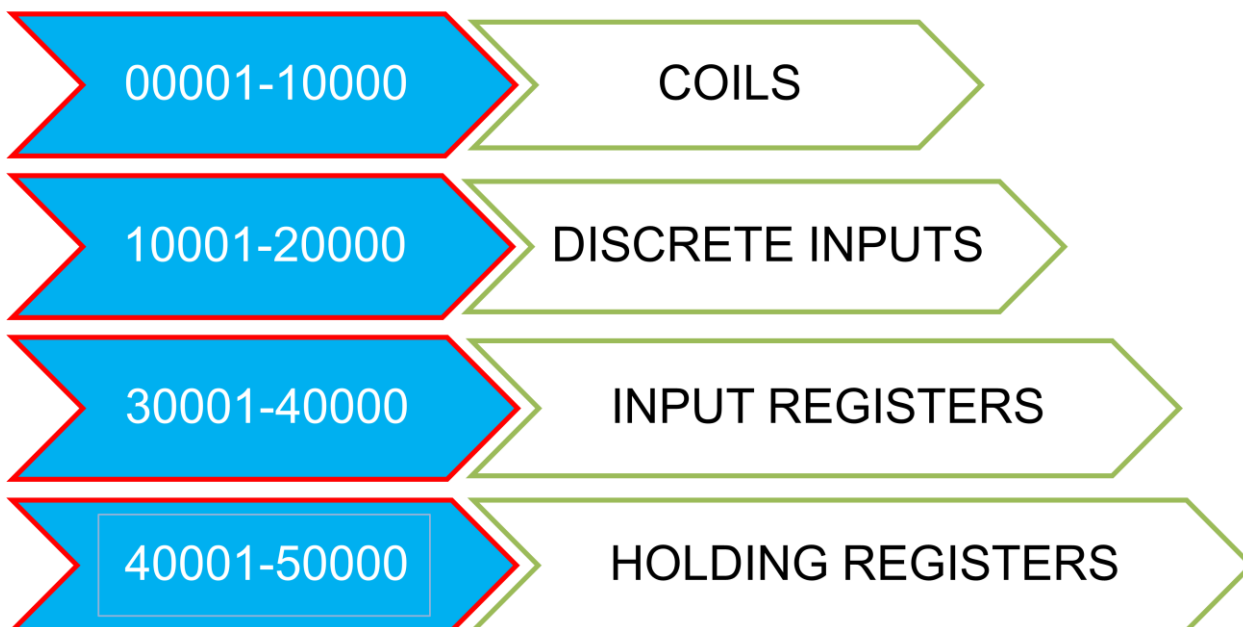 00001-10000 COILS
10001-20000 DISCRETE INPUTS
30001-40000 INPUT REGISTERS
40001-50000 HOLDING REGISTERS